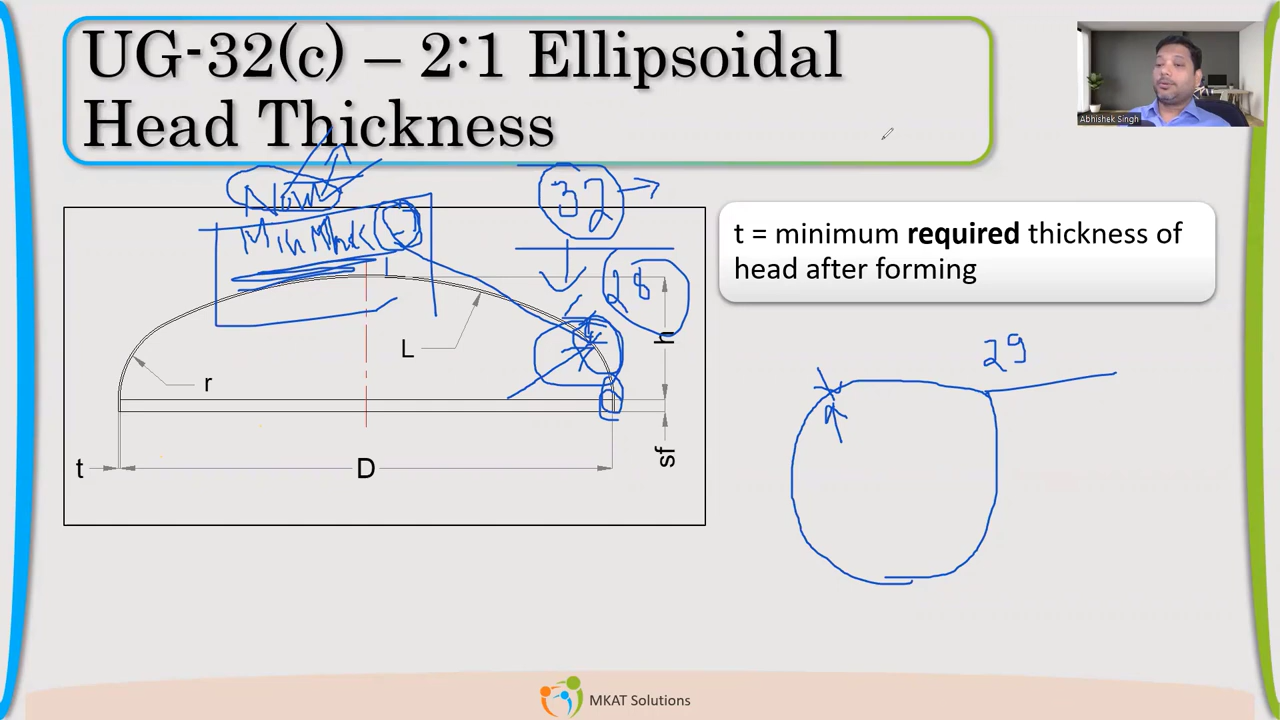 UG-32(c) – 2:1 Ellipsoidal
Head Thickness
Abhishek Singh
Nom
32
28
t = minimum required thickness of
head after forming
L
h
r
29
t
D
sf
MKAT Solutions